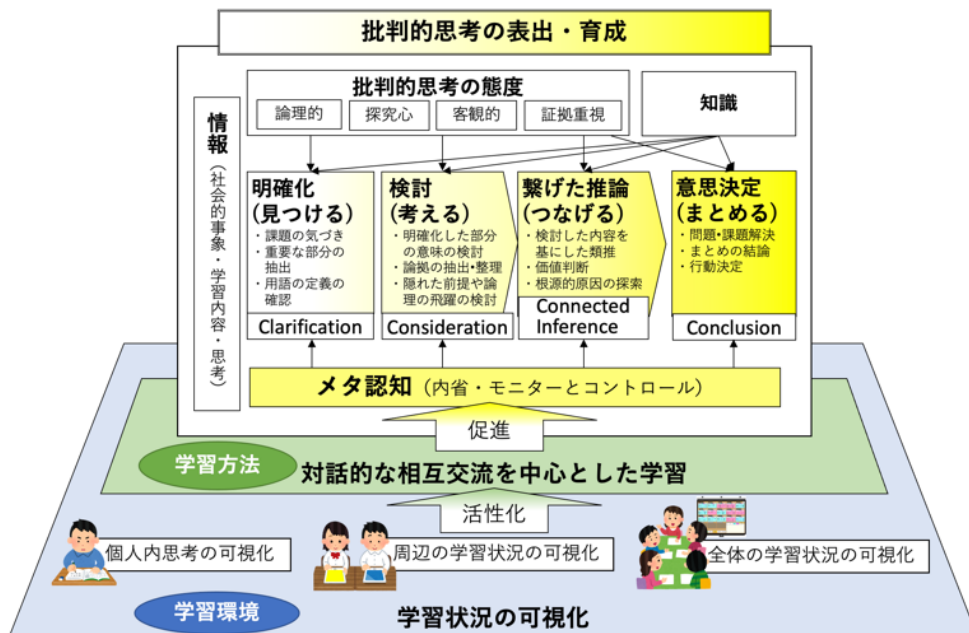 批判的思考の表出・育成
批判的思考の態度
論理的
探究心
客観的
証拠重視
知識
情報
(社会的事象・学習内容・思考)
明確化
(見つける)
・課題の気づき
・重要な部分の
抽出
・用語の定義の
確認
Clarification
検討
(考える)
・明確化した部分
の意味の検討
・論拠の抽出・整理
・隠れた前提や論
理の飛躍の検討
Consideration
繋げた推論
(つなげる)
・検討した内容を
基にした類推
・価値判断
・根源的原因の探索
Connected
Inference
意思決定
(まとめる)
・問題・課題解決
・まとめの結論
・行動決定
Conclusion
メタ認知(内省・モニターとコントロール)
促進
学習方法
対話的な相互交流を中心とした学習
活性化
個人内思考の可視化
周辺の学習状況の可視化
全体の学習状況の可視化
学習環境
学習状況の可視化